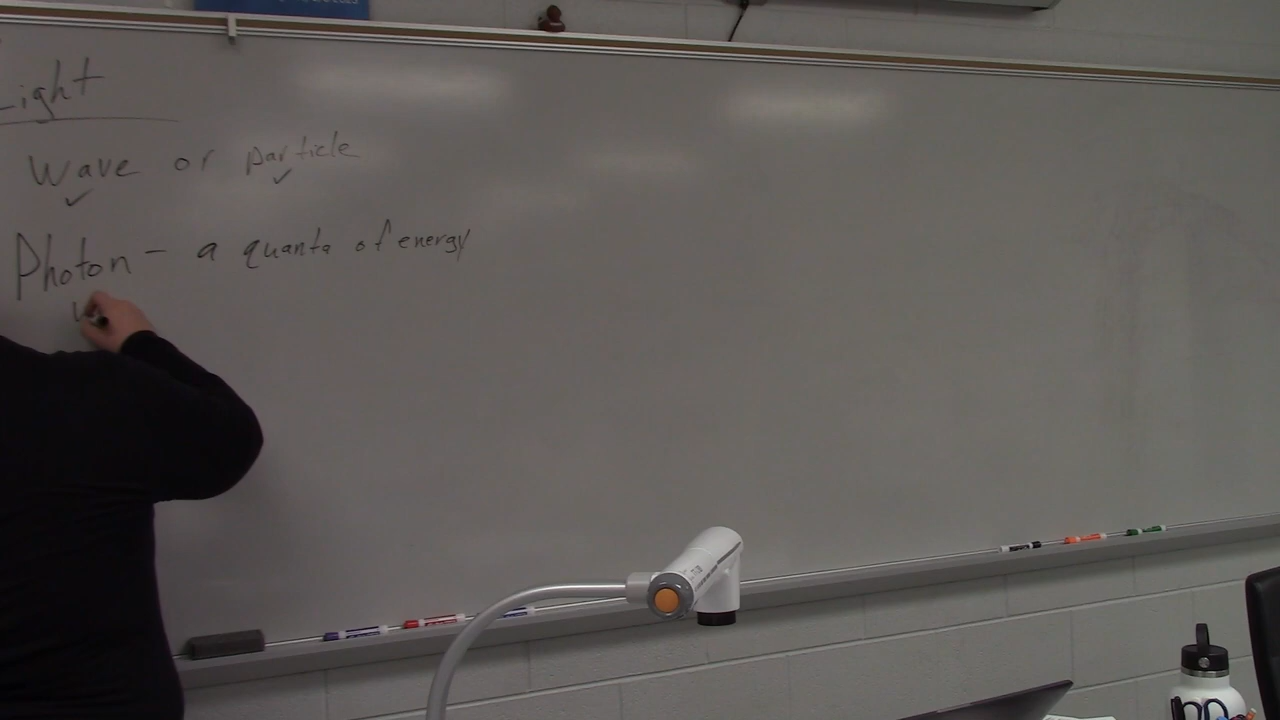 Light
Wave or particle
✓ ✓
Photon - a quanta of energy